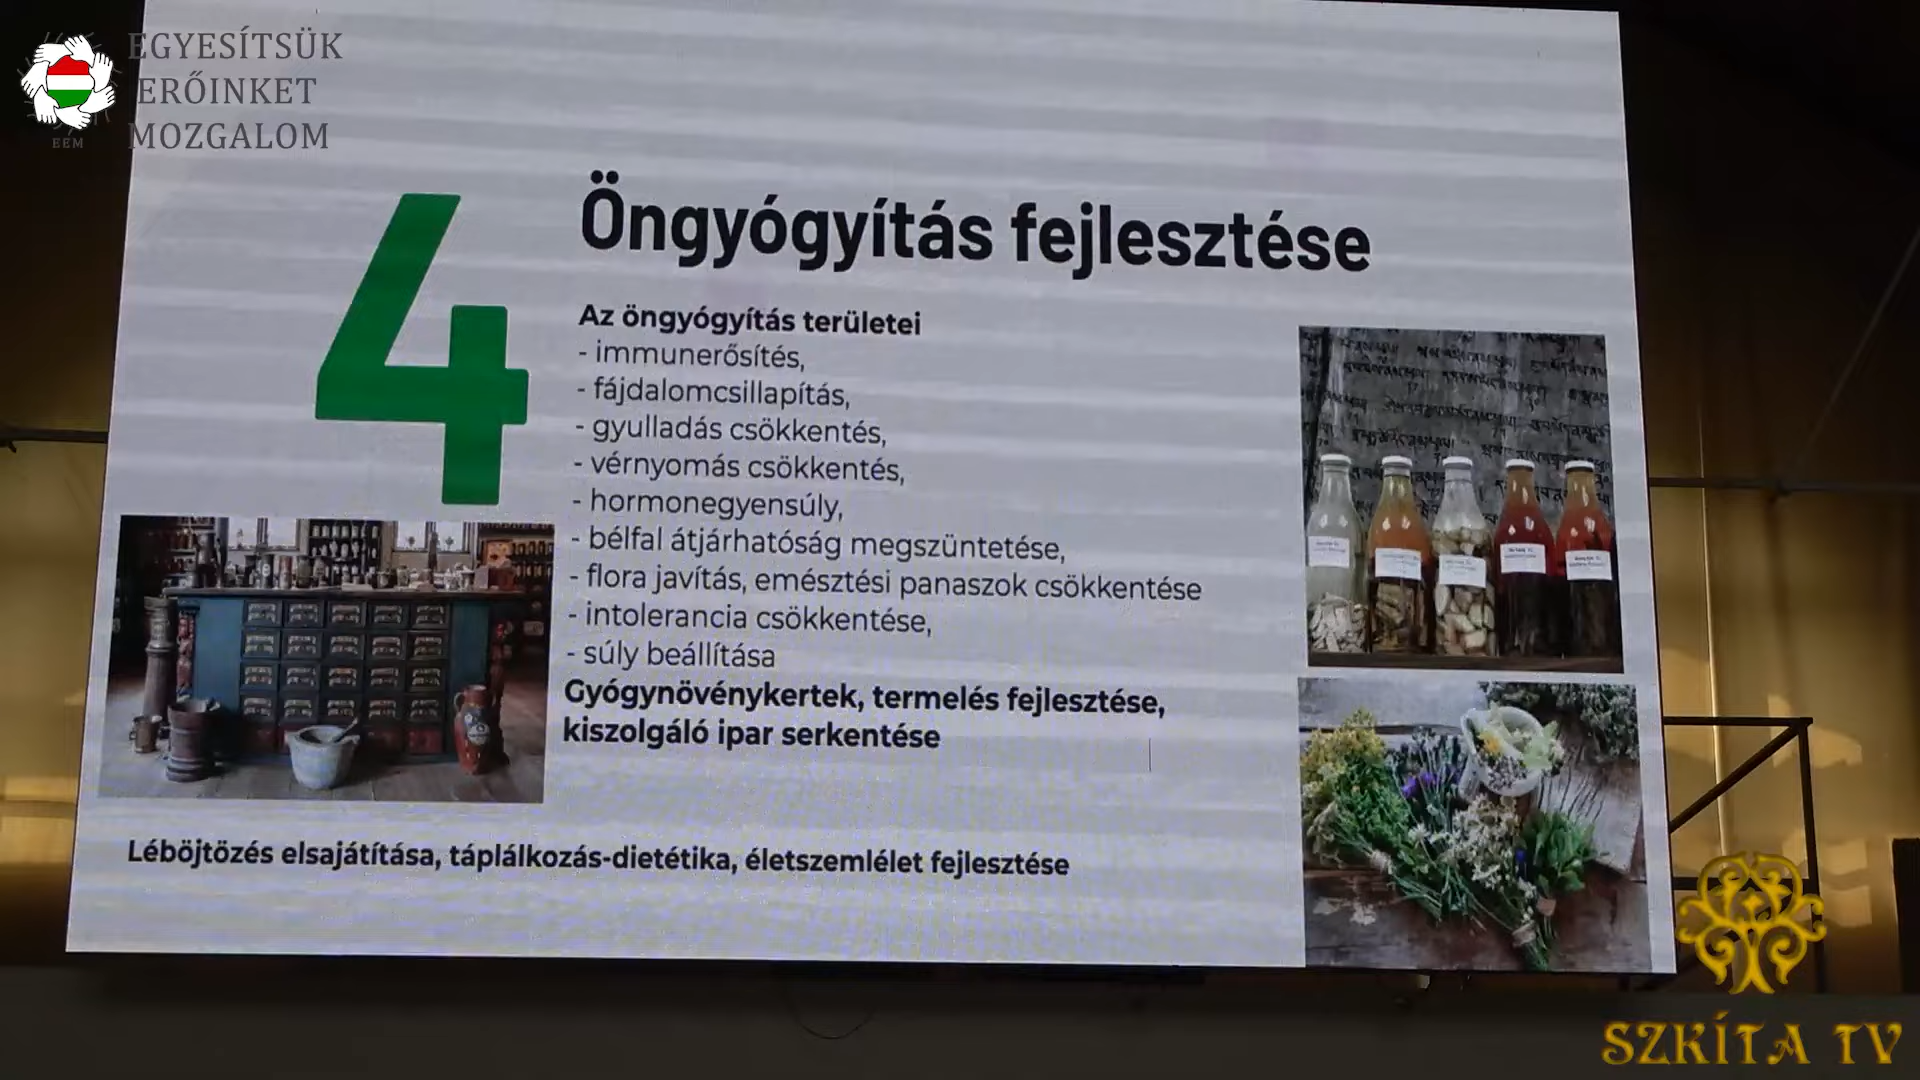 EGYESÍTSÜK
ERŐINKET
MOZGALOM
EEM
4
Öngyógyítás fejlesztése
Az öngyógyítás területei
- immunerősítés,
- fájdalomcsillapítás,
- gyulladás csökkentés,
- vérnyomás csökkentés,
- hormonegyensúly,
- bélfal átjárhatóság megszüntetése,
- flora javítás, emésztési panaszok csökkentése
- intolerancia csökkentése,
- súly beállítása
Gyógynövénykertek, termelés fejlesztése,
kiszolgáló ipar serkentése
Léböjtözés elsajátítása, táplálkozás-dietétika, életszemlélet fejlesztése
SZKÍTA TV